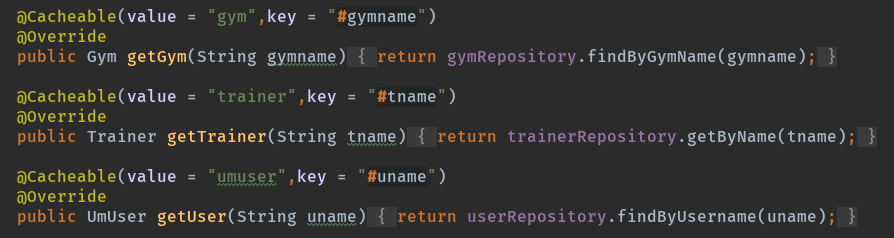 @Cacheable(value = "gym",key = "#gymname")
@Override
public Gym getGym(String gymname) { return gymRepository.findByGymName(gymname); }
@Cacheable(value = "trainer",key = "#tname")
@Override
public Trainer getTrainer(String tname) { return trainerRepository.getByName(tname); }
@Cacheable(value = "umuser",key = "#uname")
@Override
public UmUser getUser(String uname) { return userRepository.findByUsername(uname); }